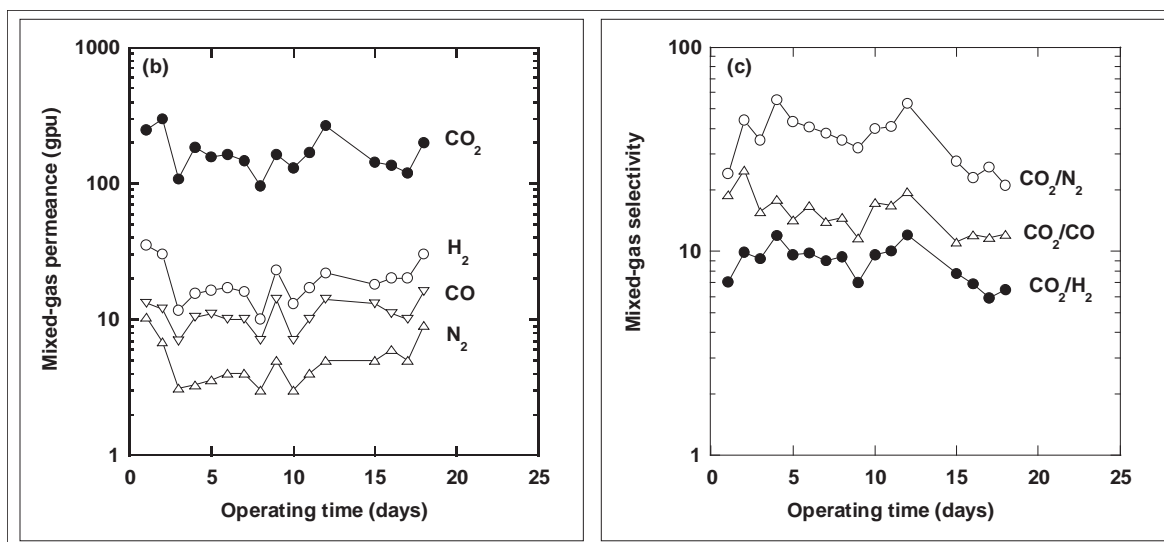 (b)
Mixed-gas permeance (gpu)
1000
100
10
1
CO₂
H₂
CO
N₂
0 5 10 15 20 25
Operating time (days)
(c)
Mixed-gas selectivity
100
10
1
CO₂/N₂
CO₂/CO
CO₂/H₂
0 5 10 15 20 25
Operating time (days)